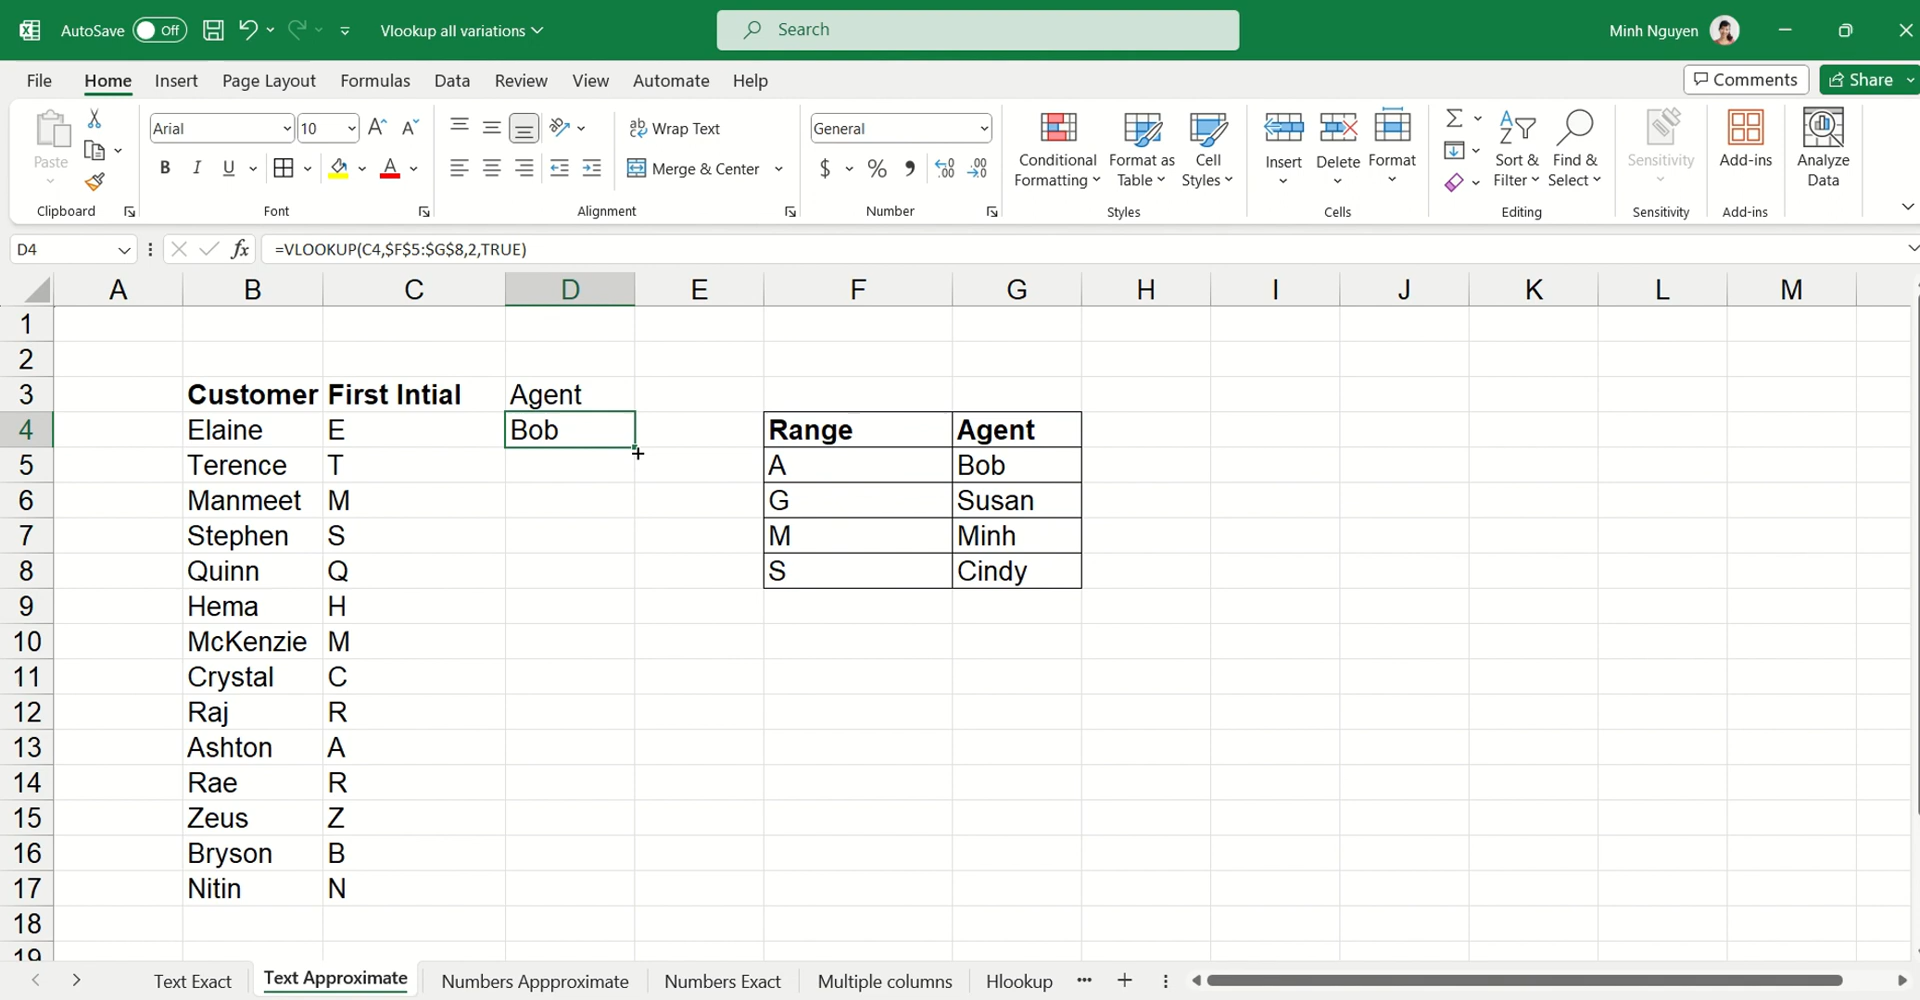 AutoSave Off Vlookup all variations Search Minh Nguyen
File Home Insert Page Layout Formulas Data Review View Automate Help Comments Share
Paste
Clipboard
Arial 10
B I U A
Font
ab Wrap Text
Merge & Center
Alignment
General
$ % 9 .00
Number
Conditional Formatting
Format as Table
Cell Styles
Styles
Insert Delete Format
Cells
Sort & Filter
Find & Select
Editing
Sensitivity
Sensitivity
Add-ins
Add-ins
Analyze Data
D4 fx =VLOOKUP(C4,$F$5:$G$8,2,TRUE)
A B C D E F G H I J K L M
1
2
3 Customer First Intial Agent
4 Elaine E Bob Range Agent
5 Terence T A Bob
6 Manmeet M G Susan
7 Stephen S M Minh
8 Quinn Q S Cindy
9 Hema H
10 McKenzie M
11 Crystal C
12 Raj R
13 Ashton A
14 Rae R
15 Zeus Z
16 Bryson B
17 Nitin N
18
19
Text Exact Text Approximate Numbers Appproximate Numbers Exact Multiple columns Hlookup